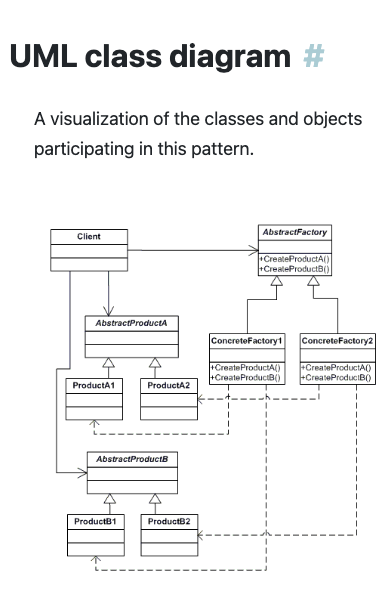 UML class diagram #
A visualization of the classes and objects
participating in this pattern.
Client
AbstractFactory
+CreateProductA()
+CreateProductB()
AbstractProductA
ConcreteFactory1
ConcreteFactory2
+CreateProductA()
+CreateProductB()
+CreateProductA()
+CreateProductB()
ProductA1
ProductA2
AbstractProductB
ProductB1
ProductB2